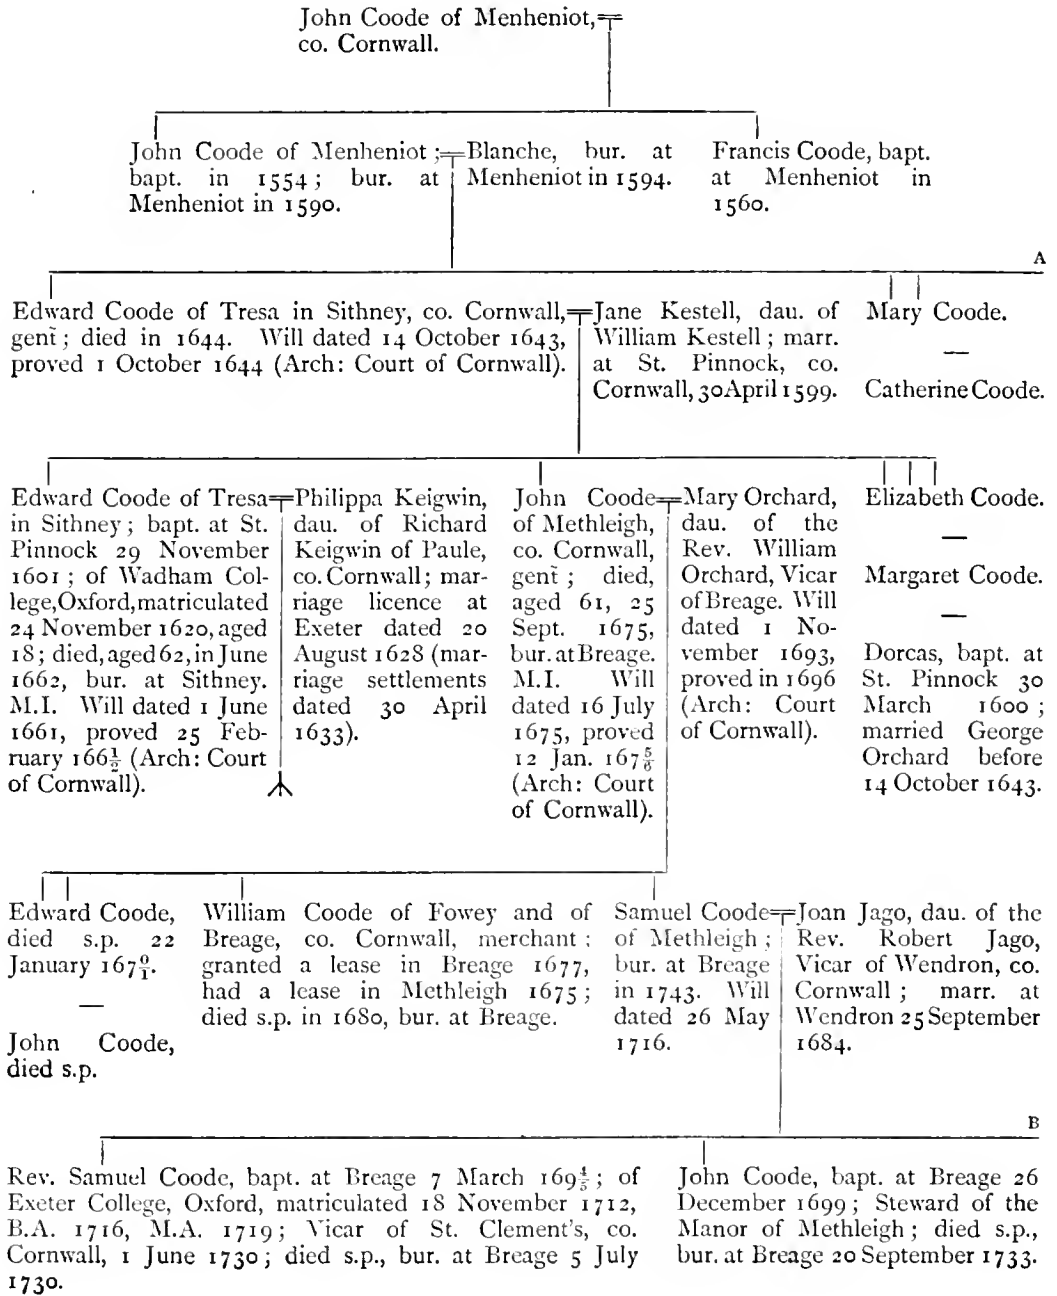 John Coode of Menheniot,
co. Cornwall.
John Coode of Menheniot;
bapt. in 1554; bur. at
Menheniot in 1590.
Blanche, bur. at
Menheniot in 1594.
Francis Coode, bapt.
at Menheniot in
1560.
A
Edward Coode of Tresa in Sithney, co. Cornwall,
gent̃; died in 1644. Will dated 14 October 1643,
proved 1 October 1644 (Arch: Court of Cornwall).
Jane Kestell, dau. of
William Kestell; marr.
at St. Pinnock, co.
Cornwall, 30 April 1599.
Mary Coode.
—
Catherine Coode.
Edward Coode of Tresa
in Sithney; bapt. at St.
Pinnock 29 November
1601; of Wadham Col-
lege, Oxford, matriculated
24 November 1620, aged
18; died, aged 62, in June
1662, bur. at Sithney.
M.I. Will dated 1 June
1661, proved 25 Feb-
ruary 166½ (Arch: Court
of Cornwall).
Philippa Keigwin,
dau. of Richard
Keigwin of Paule,
co. Cornwall; mar-
riage licence at
Exeter dated 20
August 1628 (mar-
riage settlements
dated 30 April
1633).
John Coode
of Methleigh,
co. Cornwall,
gent̃; died,
aged 61, 25
Sept. 1675,
bur. at Breage.
M.I. Will
dated 16 July
1675, proved
12 Jan. 167⅚
(Arch: Court
of Cornwall).
Mary Orchard,
dau. of the
Rev. William
Orchard, Vicar
of Breage. Will
dated 1 No-
vember 1693,
proved in 1696
(Arch: Court
of Cornwall).
Elizabeth Coode.
—
Margaret Coode.
—
Dorcas, bapt. at
St. Pinnock 30
March 1600;
married George
Orchard before
14 October 1643.
Edward Coode,
died s.p. 22
January 167⁰⁄₁.
—
John Coode,
died s.p.
William Coode of Fowey and of
Breage, co. Cornwall, merchant;
granted a lease in Breage 1677,
had a lease in Methleigh 1675;
died s.p. in 1680, bur. at Breage.
Samuel Coode
of Methleigh;
bur. at Breage
in 1743. Will
dated 26 May
1716.
Joan Jago, dau. of the
Rev. Robert Jago,
Vicar of Wendron, co.
Cornwall; marr. at
Wendron 25 September
1684.
B
Rev. Samuel Coode, bapt. at Breage 7 March 169⅘; of
Exeter College, Oxford, matriculated 18 November 1712,
B.A. 1716, M.A. 1719; Vicar of St. Clement's, co.
Cornwall, 1 June 1730; died s.p., bur. at Breage 5 July
1730.
John Coode, bapt. at Breage 26
December 1699; Steward of the
Manor of Methleigh; died s.p.,
bur. at Breage 20 September 1733.